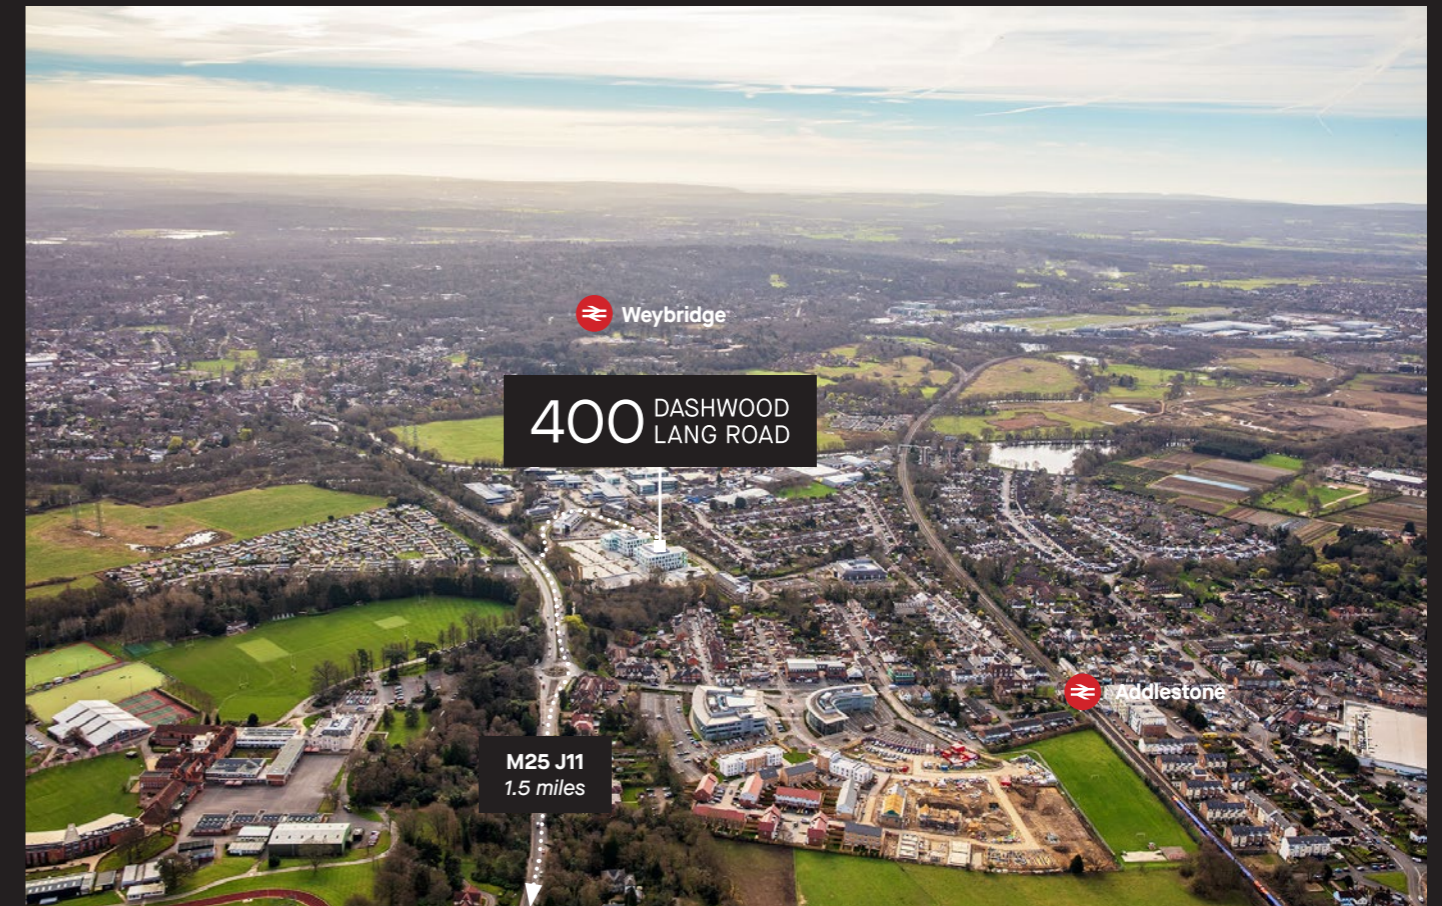 Weybridge
400 DASHWOOD
LANG ROAD
Addlestone
M25 J11
1.5 miles